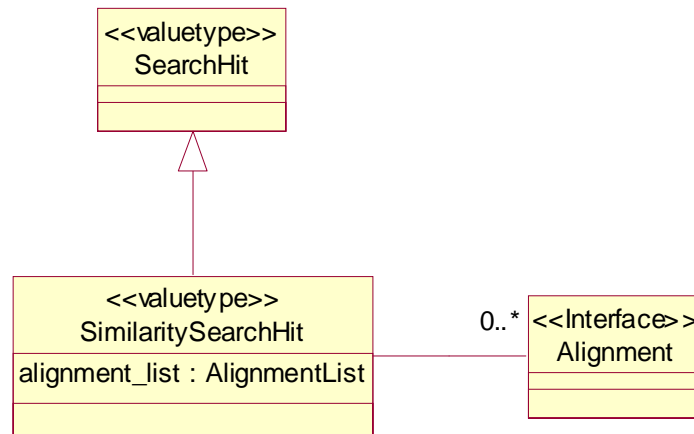 <<valuetype>>
SearchHit
<<valuetype>>
SimilaritySearchHit
alignment_list : AlignmentList
0..*
<<Interface>>
Alignment